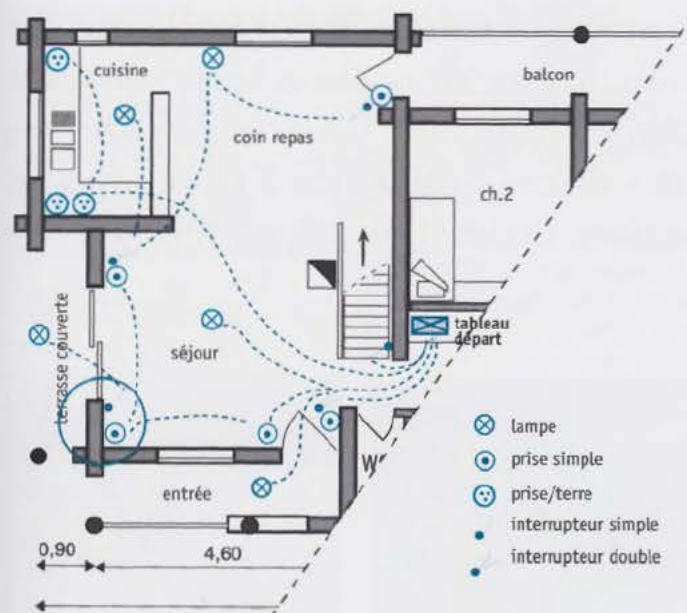 cuisine
balcon
coin repas
ch.2
terrasse couverte
séjour
tableau
départ
W
entrée
lampe
prise simple
prise/terre
interrupteur simple
interrupteur double
0,90
4,60